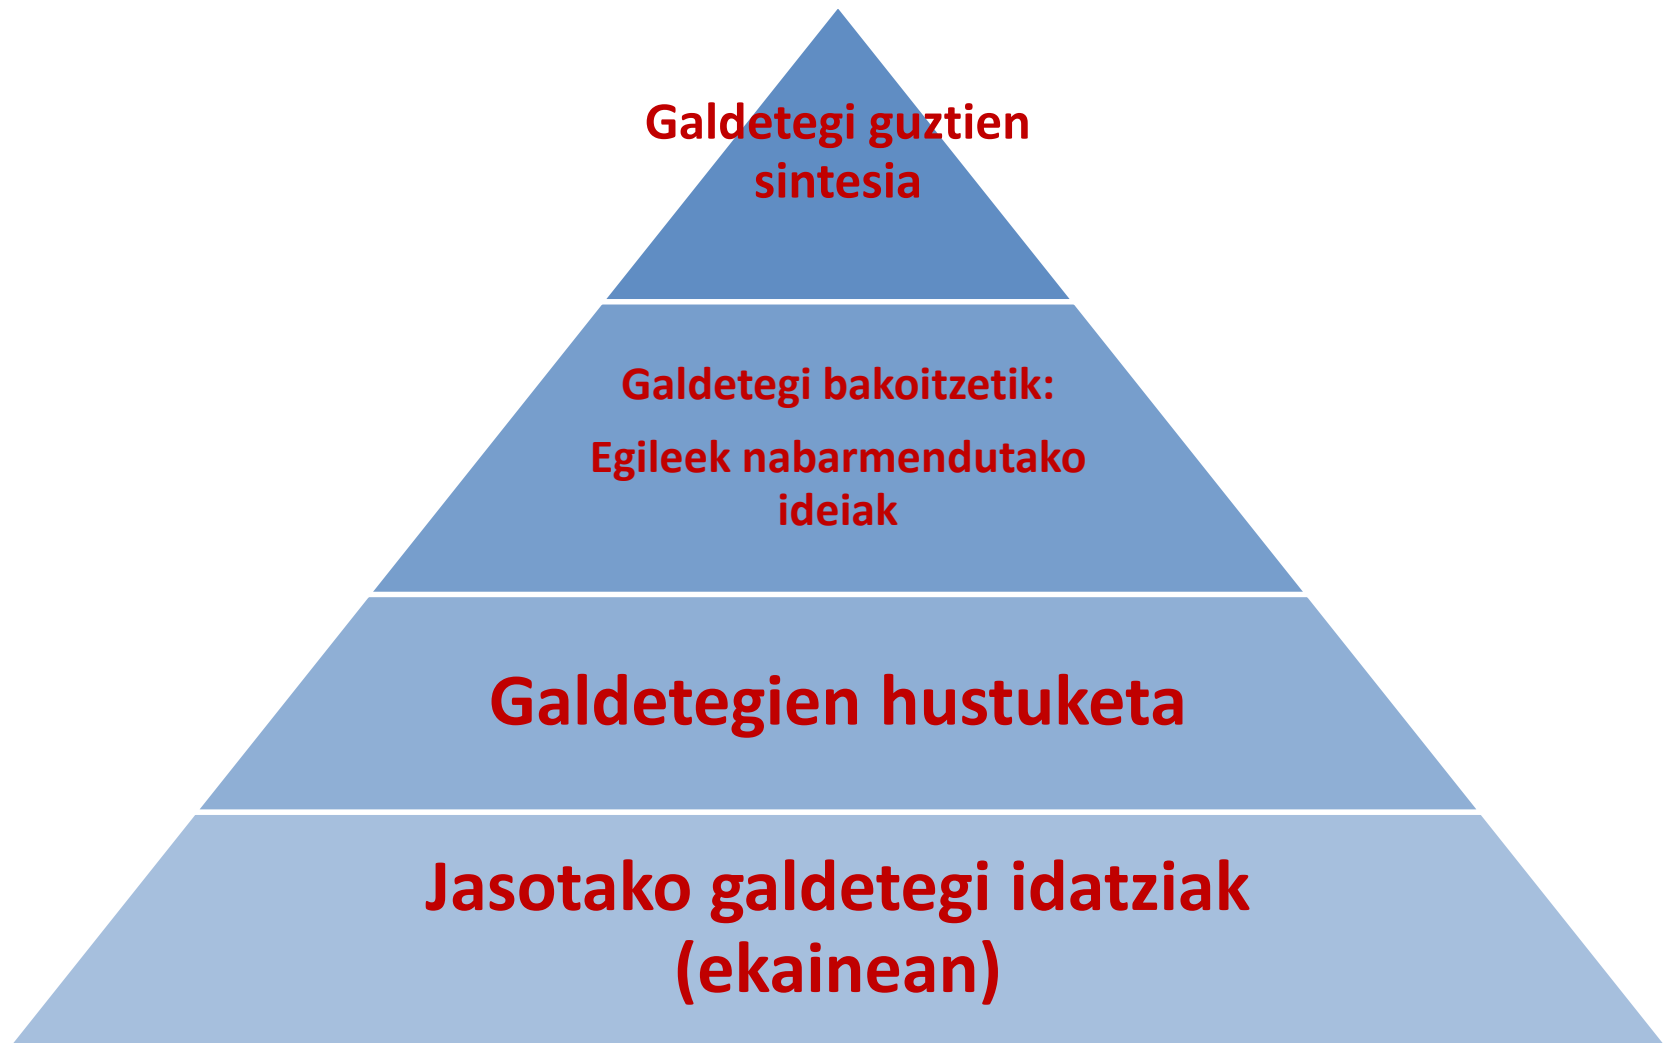 Galdetegi guztien
sintesia
Galdetegi bakoitzetik:
Egileek nabarmendutako
ideiak
Galdetegien hustuketa
Jasotako galdetegi idatziak
(ekainean)